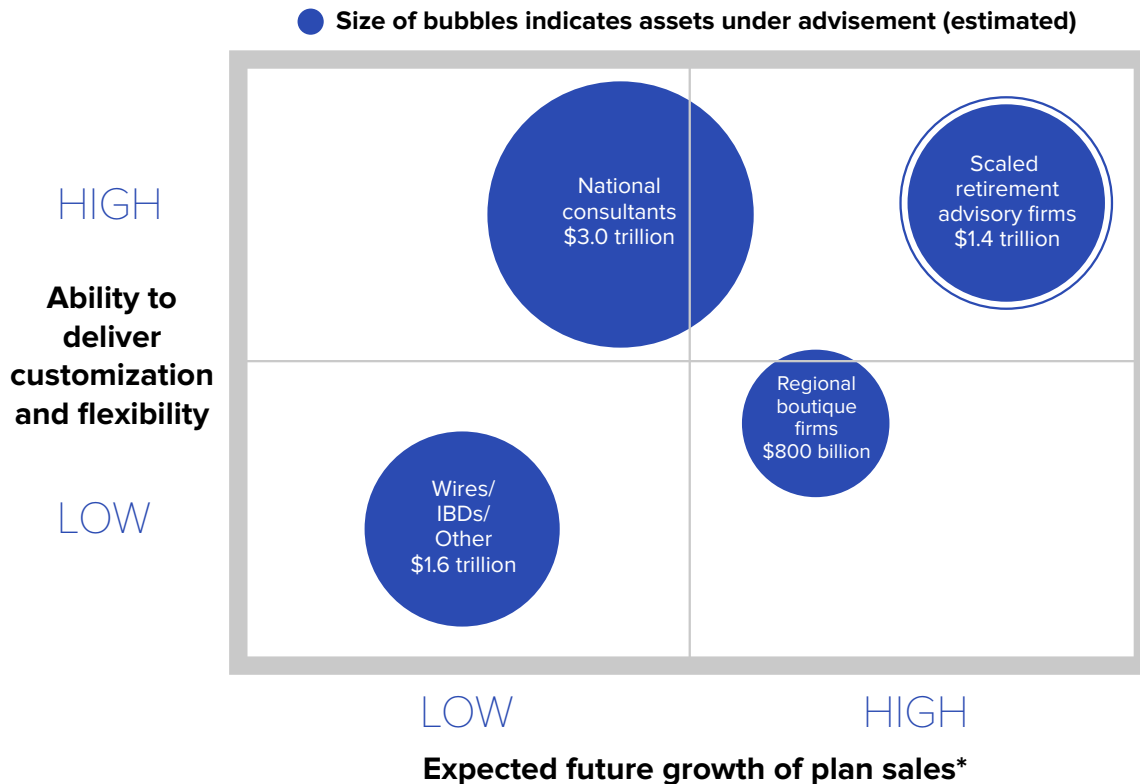 Size of bubbles indicates assets under advisement (estimated)
HIGH
Ability to
deliver
customization
and flexibility
LOW
National
consultants
$3.0 trillion
Scaled
retirement
advisory firms
$1.4 trillion
Regional
boutique
firms
$800 billion
Wires/
IBDs/
Other
$1.6 trillion
LOW
HIGH
Expected future growth of plan sales*